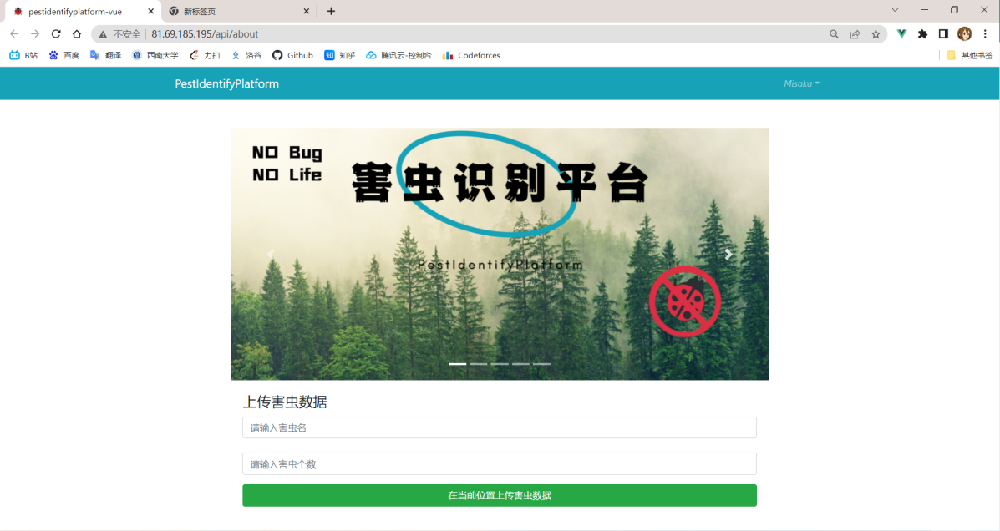 pestidentifyplatform-vue
新标签页
不安全 | 81.69.185.195/api/about
B站 百度 翻译 西南大学 力扣 洛谷 Github 知 知乎 腾讯云-控制台 Codeforces 其他书签
PestIdentifyPlatform Misaka
NO Bug
NO Life
害虫识别平台
PestIdentifyPlatform
上传害虫数据
请输入害虫名
请输入害虫个数
在当前位置上传害虫数据